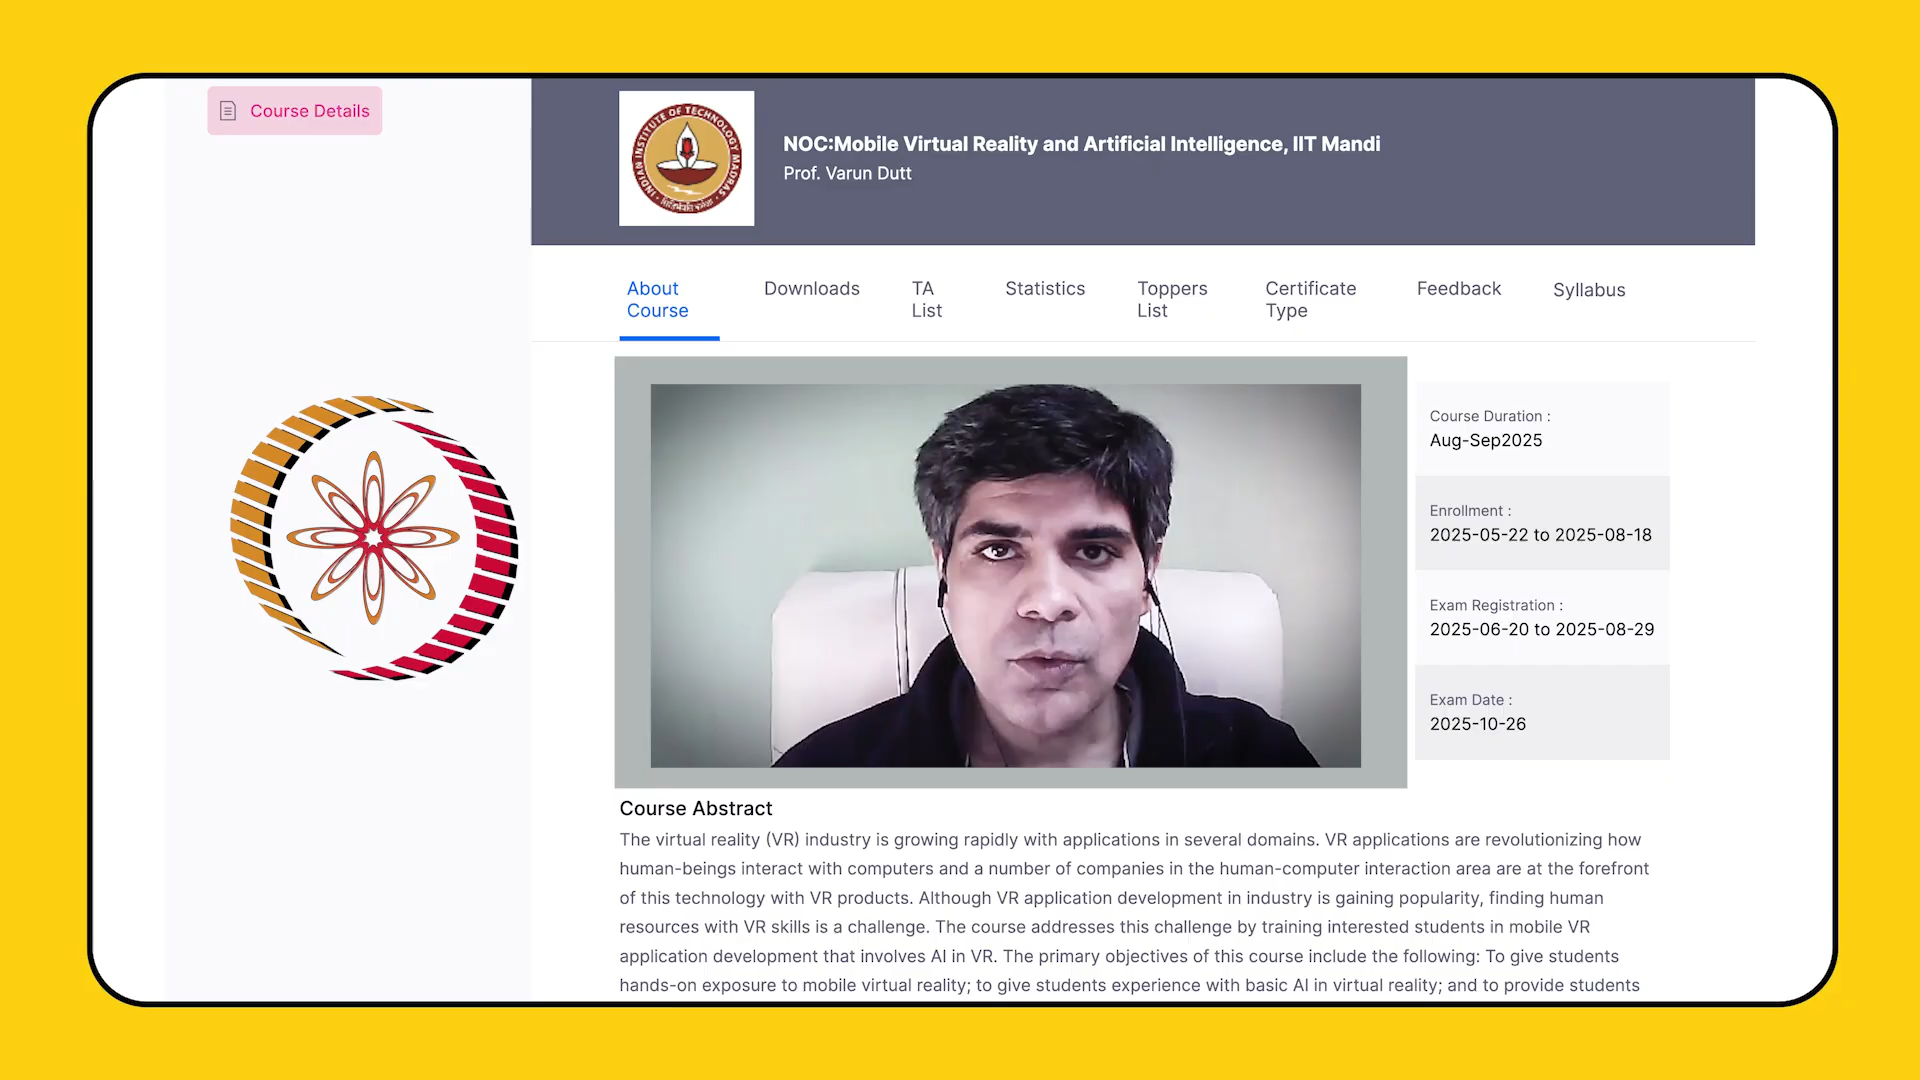 Course Details
INDIAN INSTITUTE OF TECHNOLOGY MADRAS
NOC:Mobile Virtual Reality and Artificial Intelligence, IIT Mandi
Prof. Varun Dutt
About Course
Downloads
TA List
Statistics
Toppers List
Certificate Type
Feedback
Syllabus
Course Duration :
Aug-Sep2025
Enrollment :
2025-05-22 to 2025-08-18
Exam Registration :
2025-06-20 to 2025-08-29
Exam Date :
2025-10-26
Course Abstract
The virtual reality (VR) industry is growing rapidly with applications in several domains. VR applications are revolutionizing how
human-beings interact with computers and a number of companies in the human-computer interaction area are at the forefront
of this technology with VR products. Although VR application development in industry is gaining popularity, finding human
resources with VR skills is a challenge. The course addresses this challenge by training interested students in mobile VR
application development that involves AI in VR. The primary objectives of this course include the following: To give students
hands-on exposure to mobile virtual reality; to give students experience with basic AI in virtual reality; and to provide students